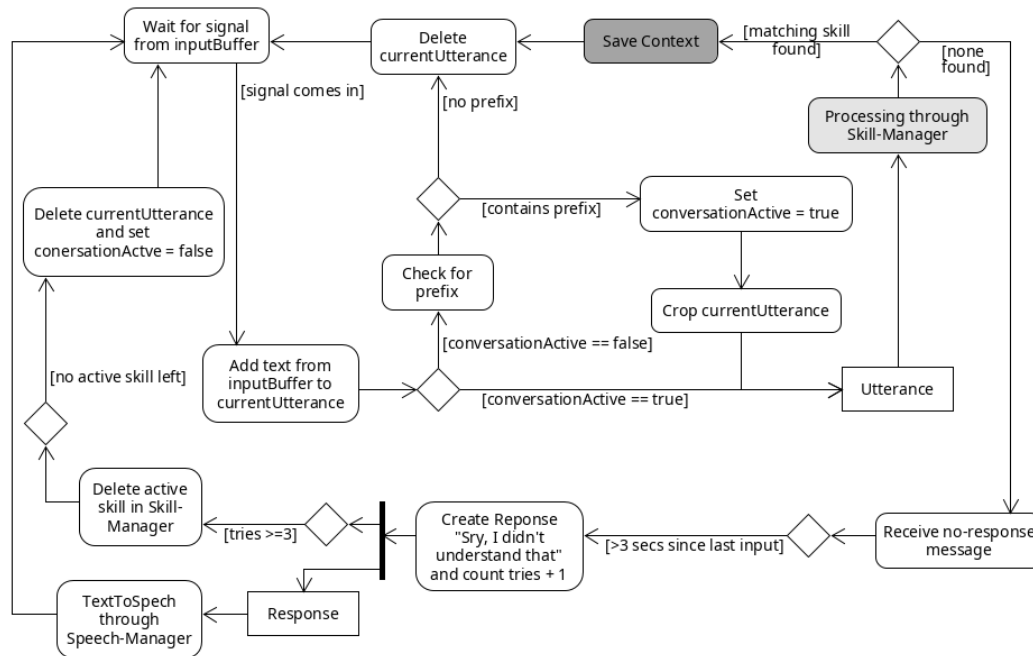 Wait for signal
from inputBuffer
Delete
currentUtterance
Save Context
[matching skill
found]
[none
found]
[signal comes in]
[no prefix]
Processing through
Skill-Manager
Delete currentUtterance
and set
conersationActve = false
[contains prefix]
Set
conversationActive = true
Check for
prefix
Crop currentUtterance
[conversationActive == false]
Add text from
inputBuffer to
currentUtterance
[no active skill left]
[conversationActive == true]
Utterance
Delete active
skill in Skill-
Manager
[tries >=3]
Create Reponse
"Sry, I didn't
understand that"
and count tries + 1
[>3 secs since last input]
Receive no-response
message
TextToSpech
through
Speech-Manager
Response